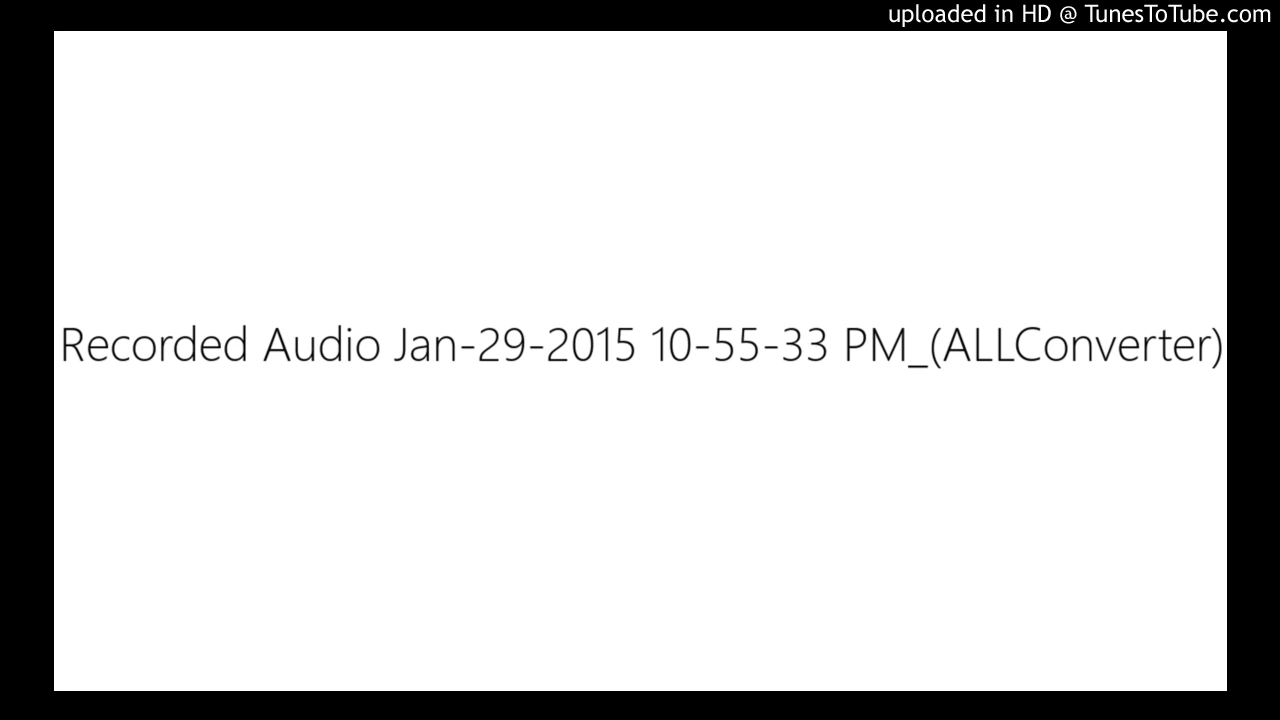 uploaded in HD @ TunesToTube.com
Recorded Audio Jan-29-2015 10-55-33 PM_(ALLConverter)